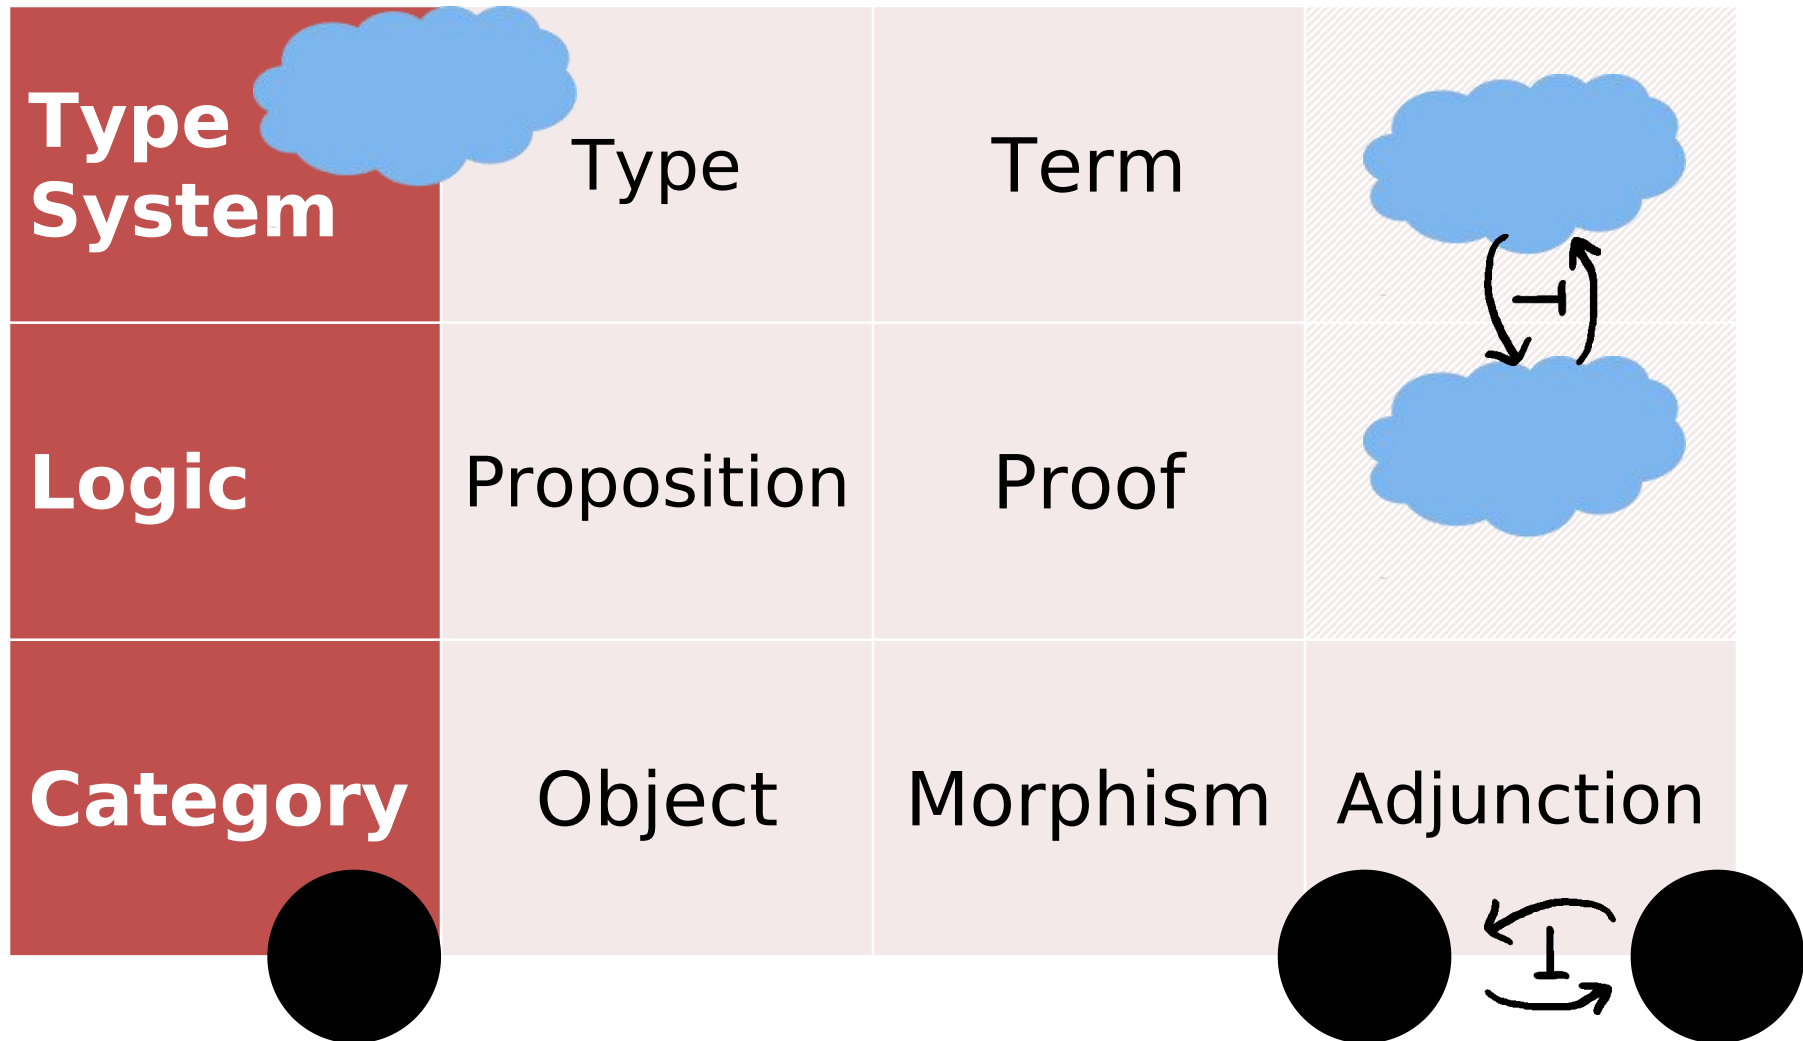 Type
System
Type
Term
⊣
Logic
Proposition
Proof
Category
Object
Morphism
Adjunction
⊥